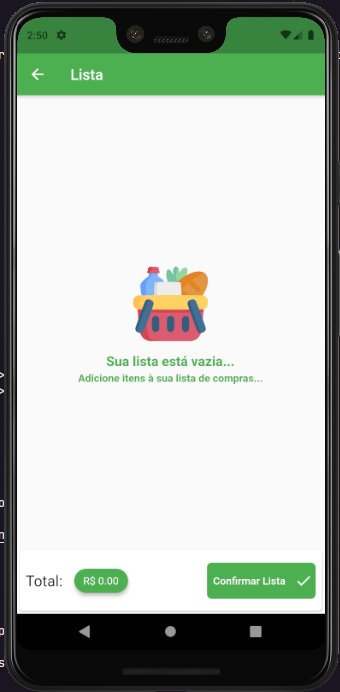 2:50
Lista
Sua lista está vazia...
Adicione itens à sua lista de compras...
Total: R$ 0.00 Confirmar Lista